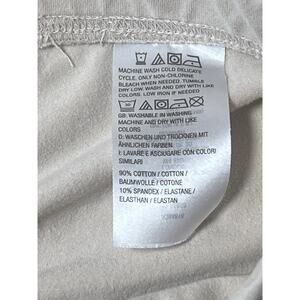 MACHINE WASH COLD DELICATE
CYCLE. ONLY NON-CHLORINE
BLEACH WHEN NEEDED. TUMBLE
DRY LOW. WASH AND DRY WITH LIKE
COLORS. LOW IRON IF NEEDED
GB: WASHABLE IN WASHING
MACHINE AND DRY WITH LIKE
COLORS
D: WASCHEN UND TROCKNEN MIT
ÄHNLICHEN FARBEN
I: LAVARE E ASCIUGARE CON COLORI
SIMILARI
90% COTTON / COTTON /
BAUMWOLLE / COTONE
10% SPANDEX / ELASTANE /
ELASTHAN / ELASTAN